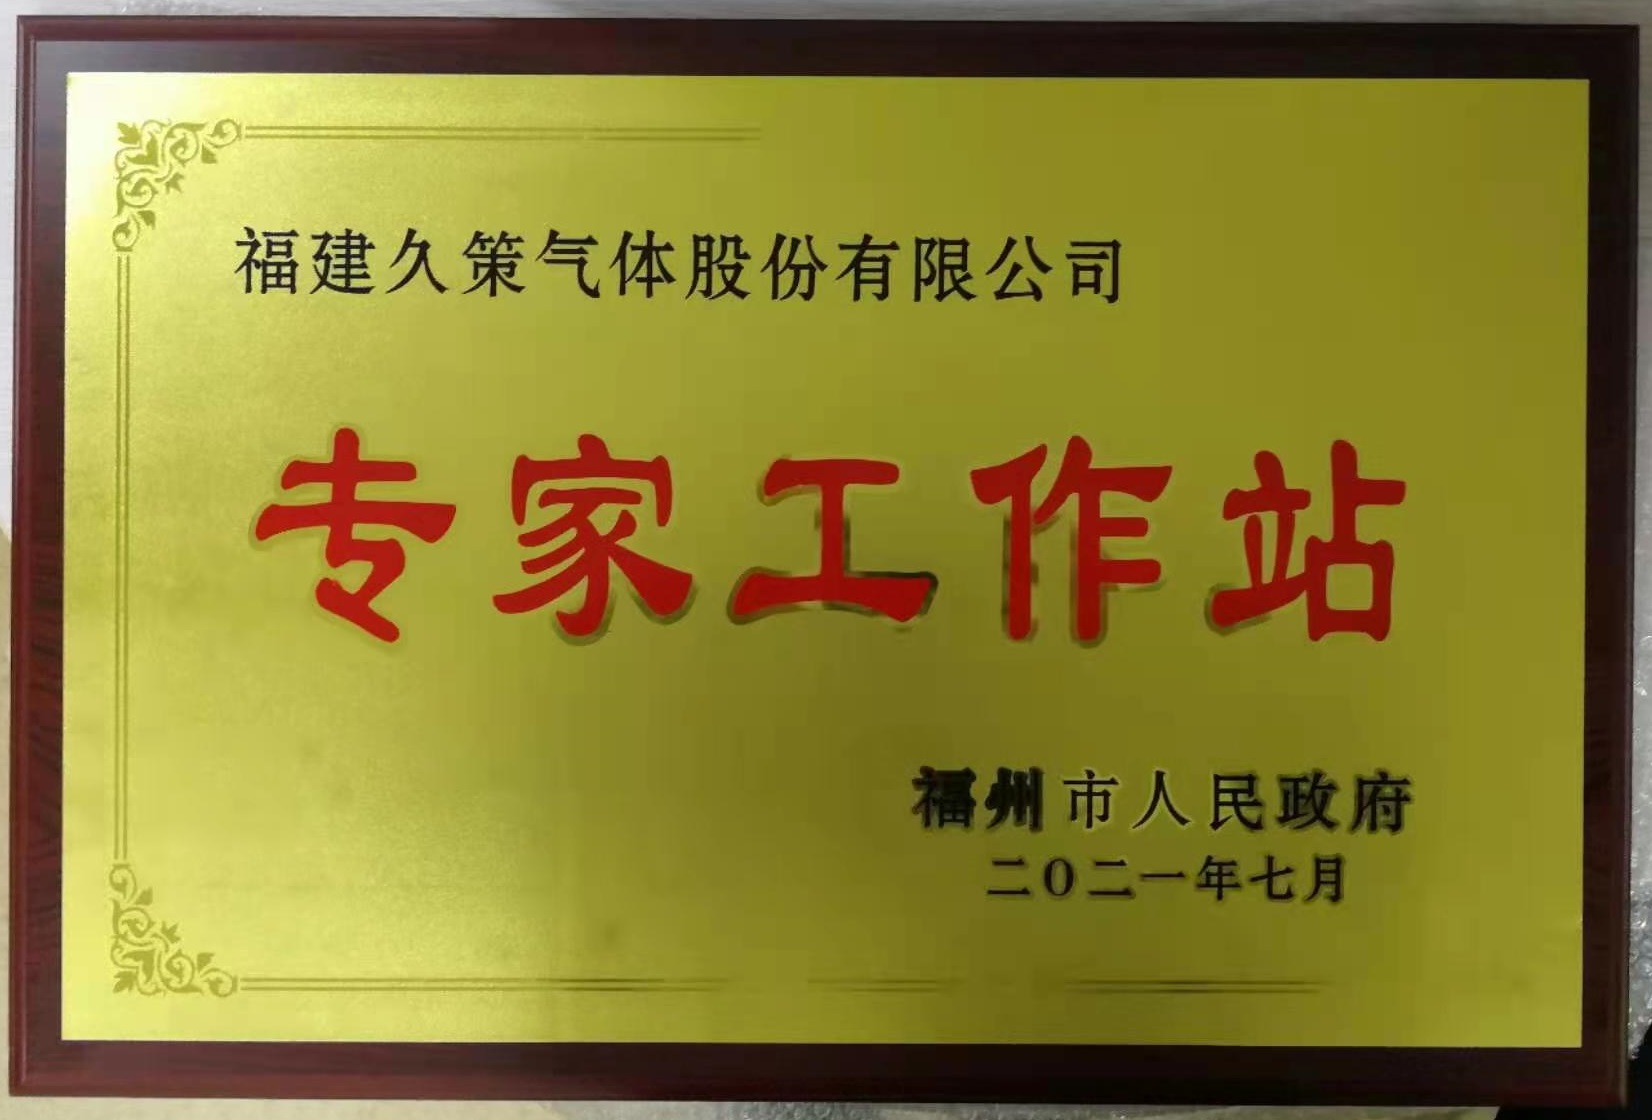 福建久策气体股份有限公司
专家工作站
福州市人民政府
二〇二一年七月